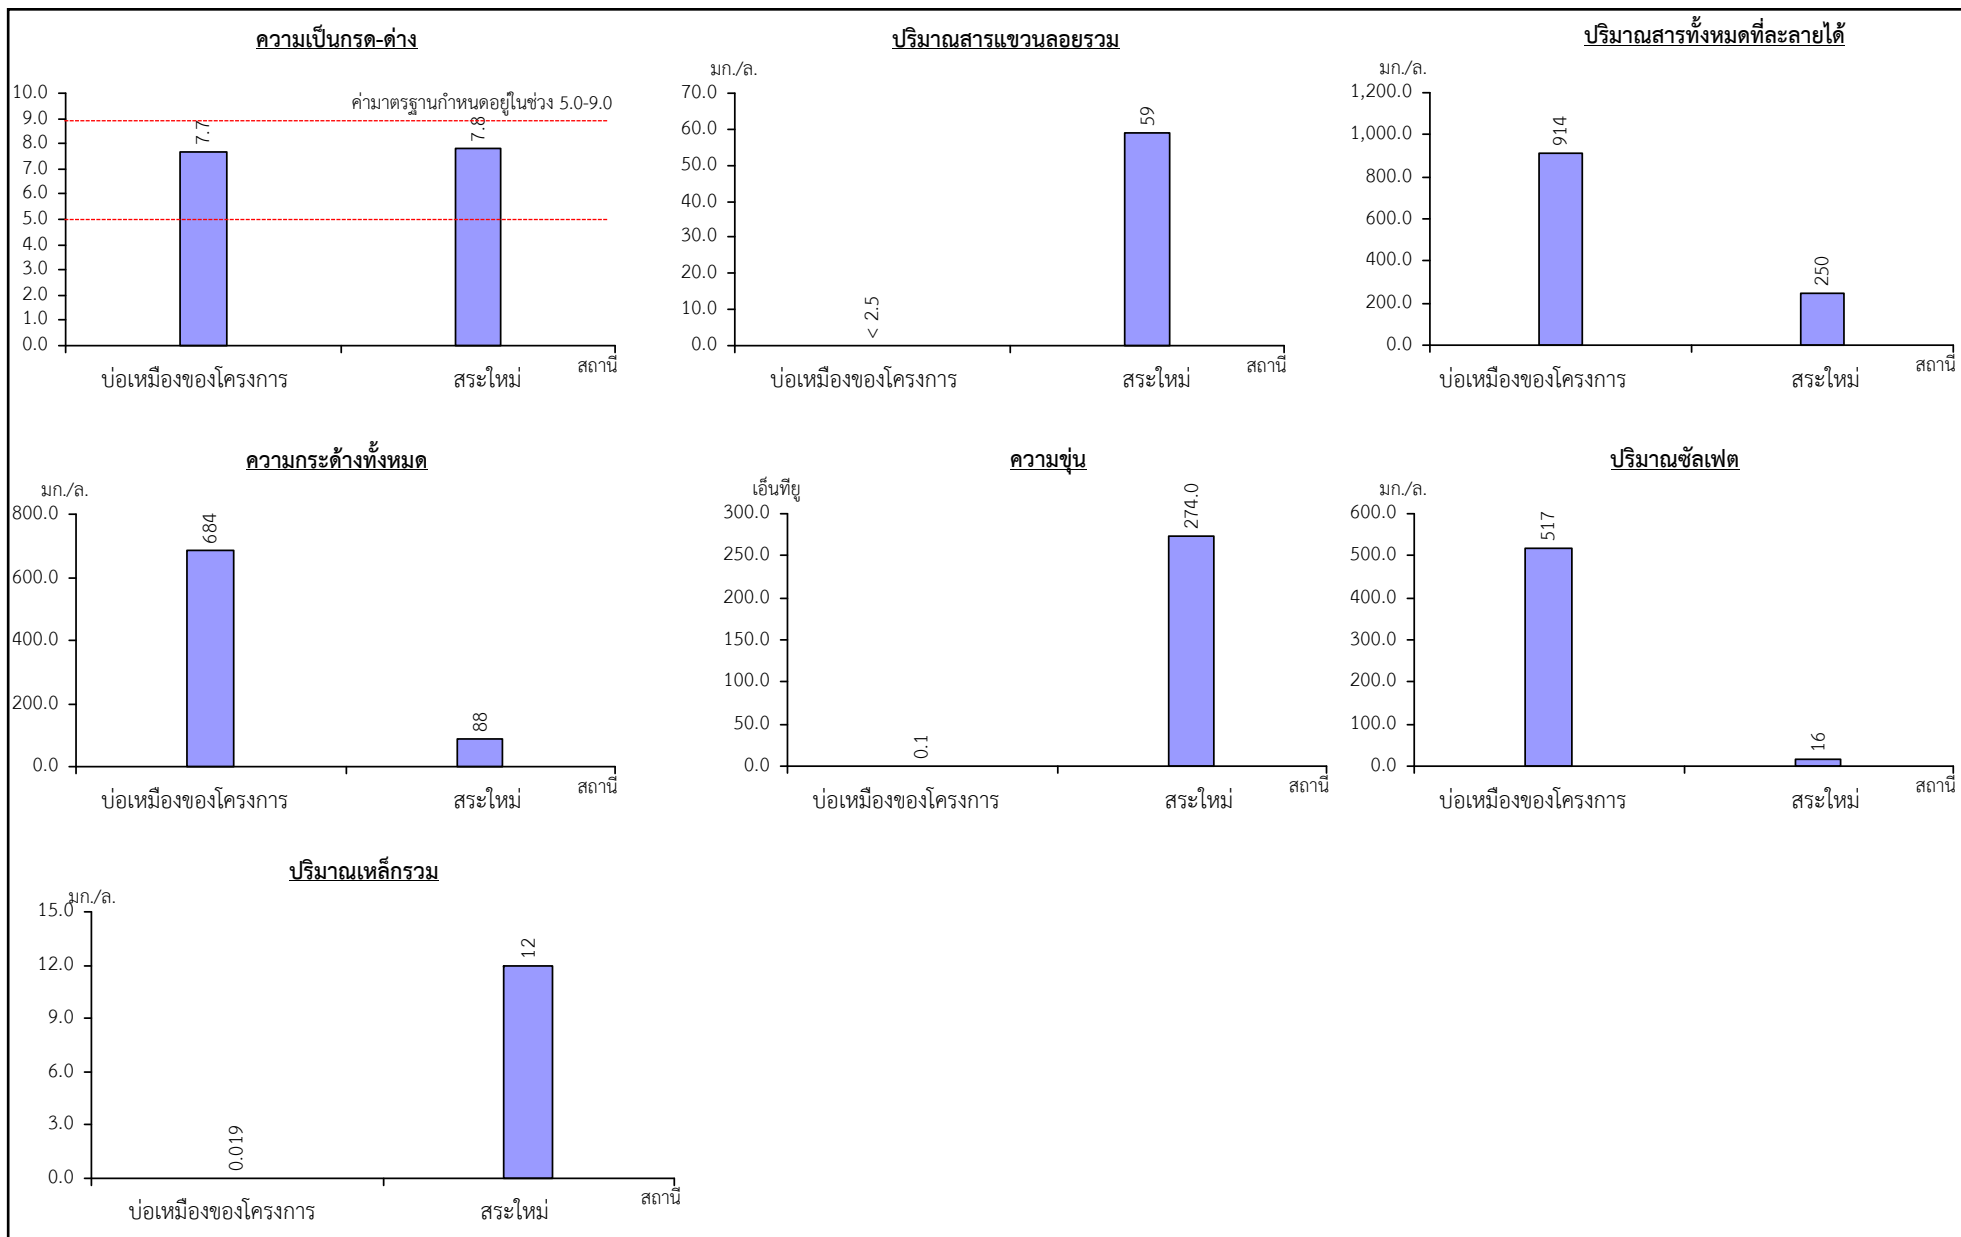 ความเป็นกรด-ด่าง
10.0
9.0
8.0
7.0
6.0
5.0
4.0
3.0
2.0
1.0
0.0
ค่ามาตรฐานกำหนดอยู่ในช่วง 5.0-9.0
7.7
7.8
บ่อเหมืองของโครงการ
สระใหม่
สถานี
ปริมาณสารแขวนลอยรวม
มก./ล.
70.0
60.0
50.0
40.0
30.0
20.0
10.0
0.0
< 2.5
59
บ่อเหมืองของโครงการ
สระใหม่
สถานี
ปริมาณสารทั้งหมดที่ละลายได้
มก./ล.
1,200.0
1,000.0
800.0
600.0
400.0
200.0
0.0
914
250
บ่อเหมืองของโครงการ
สระใหม่
สถานี
ความกระด้างทั้งหมด
มก./ล.
800.0
600.0
400.0
200.0
0.0
684
88
บ่อเหมืองของโครงการ
สระใหม่
สถานี
ความขุ่น
เอ็นทียู
300.0
250.0
200.0
150.0
100.0
50.0
0.0
0.1
274.0
บ่อเหมืองของโครงการ
สระใหม่
สถานี
ปริมาณซัลเฟต
มก./ล.
600.0
500.0
400.0
300.0
200.0
100.0
0.0
517
16
บ่อเหมืองของโครงการ
สระใหม่
สถานี
ปริมาณเหล็กรวม
มก./ล.
15.0
12.0
9.0
6.0
3.0
0.0
0.019
12
บ่อเหมืองของโครงการ
สระใหม่
สถานี